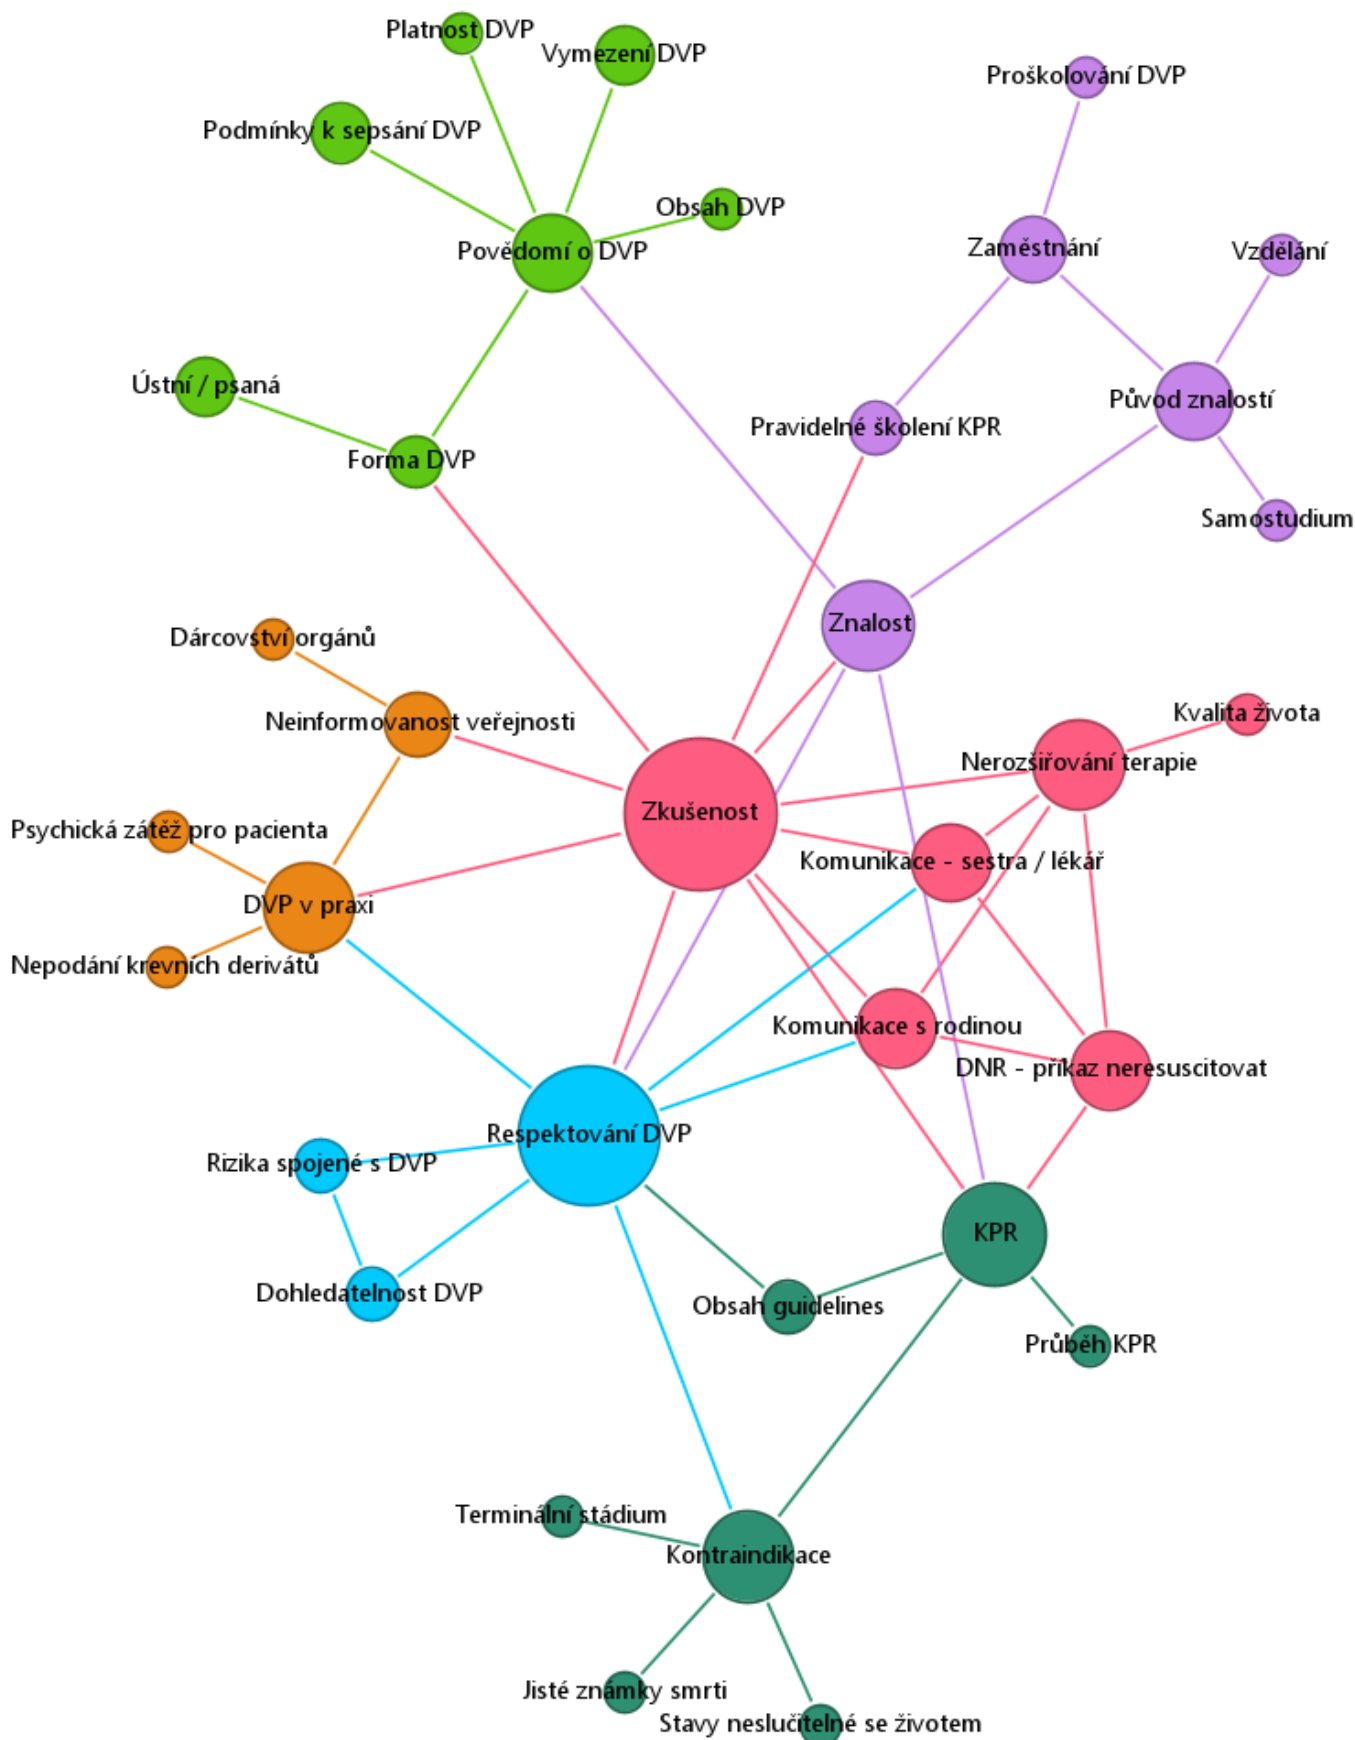 Platnost DVP
Vymezení DVP
Proškolování DVP
Podmínky k sepsání DVP
Obsah DVP
Povědomí o DVP
Zaměstnání
Vzdělání
Ústní / psaná
Původ znalostí
Pravidelné školení KPR
Forma DVP
Samostudium
Znalost
Dárcovství orgánů
Neinformovanost veřejnosti
Kvalita života
Nerozšiřování terapie
Zkušenost
Psychická zátěž pro pacienta
Komunikace - sestra / lékář
DVP v praxi
Nepodání krevních derivátů
Komunikace s rodinou
DNR - příkaz neresuscitovat
Respektování DVP
Rizika spojené s DVP
KPR
Dohledatelnost DVP
Obsah guidelines
Průběh KPR
Terminální stádium
Kontraindikace
Jisté známky smrti
Stavy neslučitelné se životem